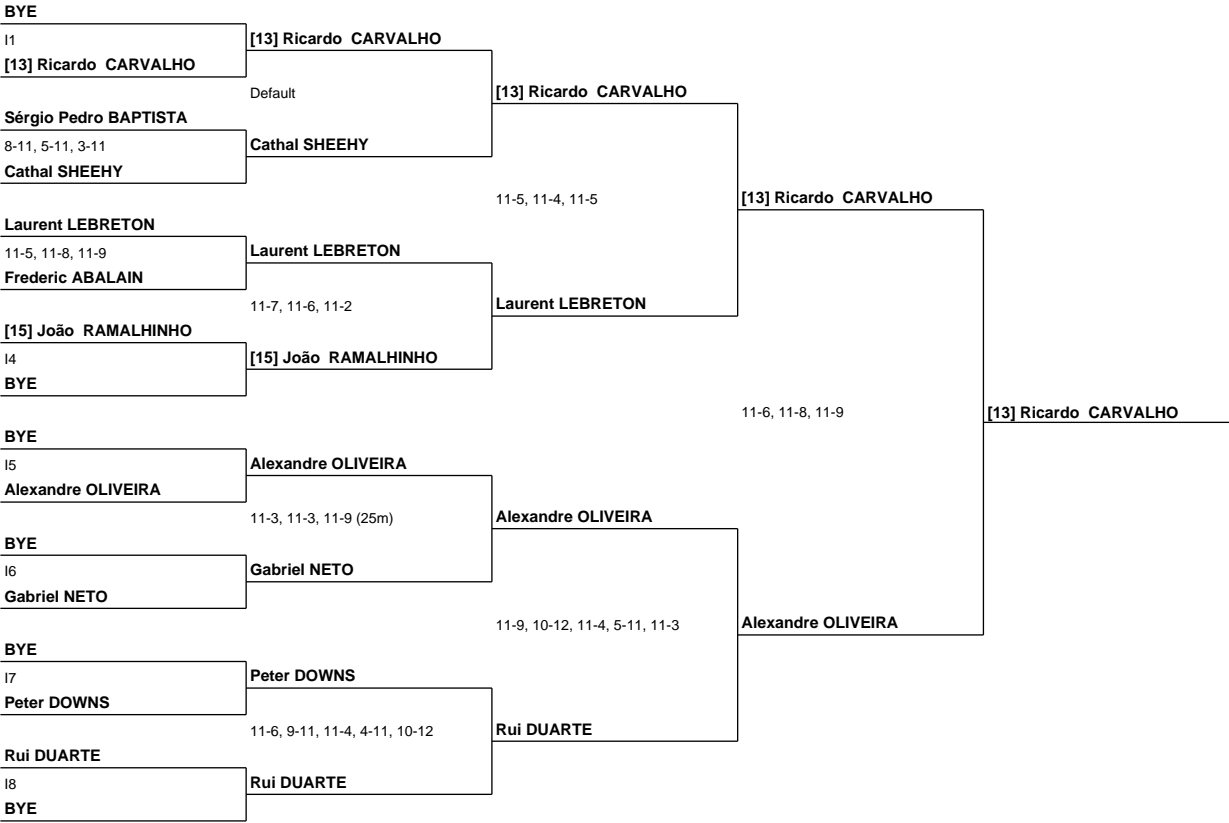 BYE
I1
[13] Ricardo CARVALHO
Sérgio Pedro BAPTISTA
8-11, 5-11, 3-11
Cathal SHEEHY
Laurent LEBRETON
11-5, 11-8, 11-9
Frederic ABALAIN
[15] João RAMALHINHO
I4
BYE
BYE
I5
Alexandre OLIVEIRA
BYE
I6
Gabriel NETO
BYE
I7
Peter DOWNS
Rui DUARTE
I8
BYE
[13] Ricardo CARVALHO
Default
Cathal SHEEHY
Laurent LEBRETON
11-7, 11-6, 11-2
[15] João RAMALHINHO
Alexandre OLIVEIRA
11-3, 11-3, 11-9 (25m)
Gabriel NETO
Peter DOWNS
11-6, 9-11, 11-4, 4-11, 10-12
Rui DUARTE
[13] Ricardo CARVALHO
11-5, 11-4, 11-5
Laurent LEBRETON
Alexandre OLIVEIRA
11-9, 10-12, 11-4, 5-11, 11-3
Rui DUARTE
[13] Ricardo CARVALHO
11-6, 11-8, 11-9
Alexandre OLIVEIRA
[13] Ricardo CARVALHO